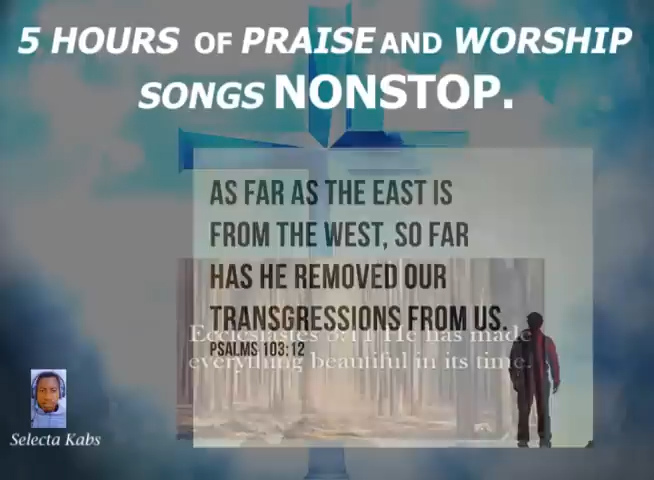 5 HOURS OF PRAISE AND WORSHIP
SONGS NONSTOP.
AS FAR AS THE EAST IS
FROM THE WEST, SO FAR
HAS HE REMOVED OUR
TRANSGRESSIONS FROM US.
PSALMS 103:12
Ecclesiastes 3:11 He has made
everything beautiful in its time.
Selecta Kabs